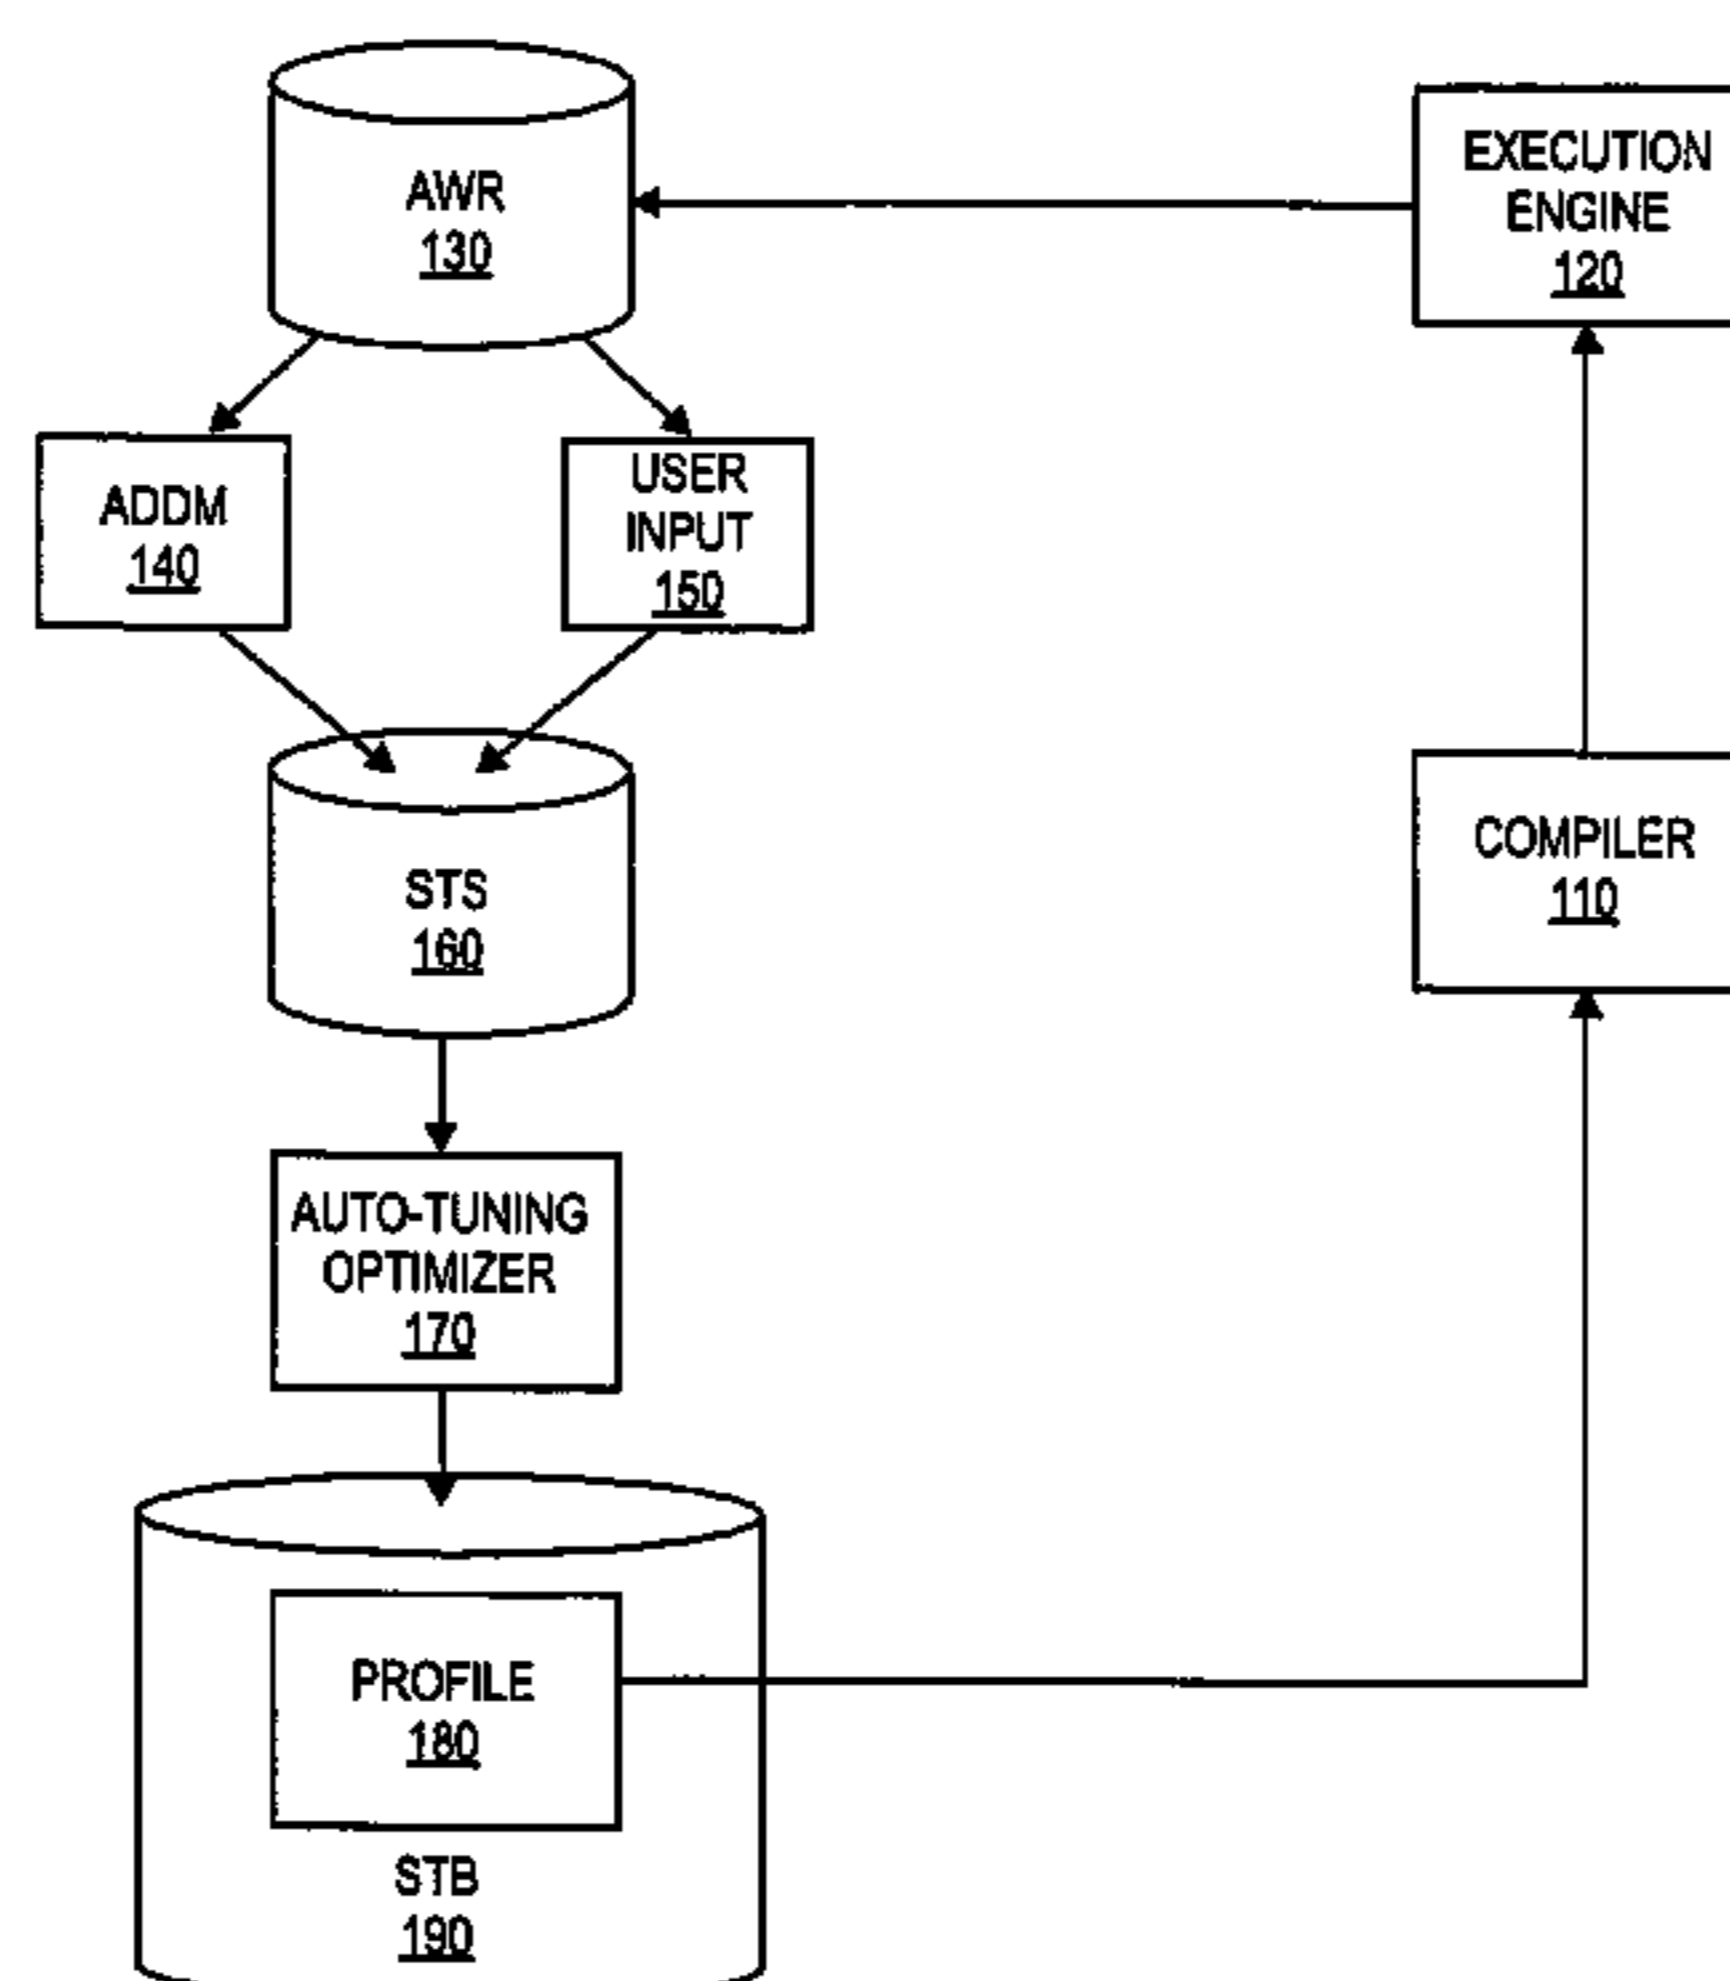 AWR
130
EXECUTION
ENGINE
120
ADDM
140
USER
INPUT
150
STS
160
COMPILER
110
AUTO-TUNING
OPTIMIZER
170
PROFILE
180
STB
190